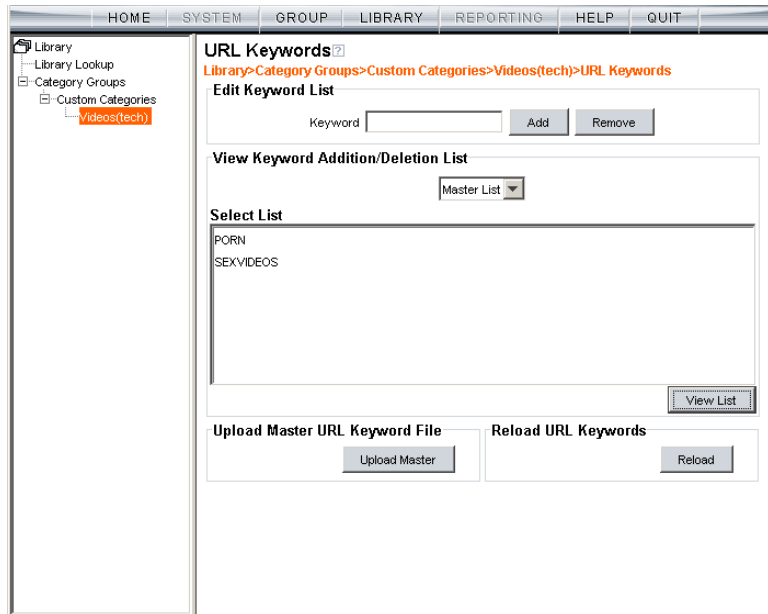 HOME SYSTEM GROUP LIBRARY REPORTING HELP QUIT
Library
Library Lookup
Category Groups
Custom Categories
Videos(tech)
URL Keywords?
Library>Category Groups>Custom Categories>Videos(tech)>URL Keywords
Edit Keyword List
Keyword Add Remove
View Keyword Addition/Deletion List
Master List
Select List
PORN
SEXVIDEOS
View List
Upload Master URL Keyword File
Upload Master
Reload URL Keywords
Reload